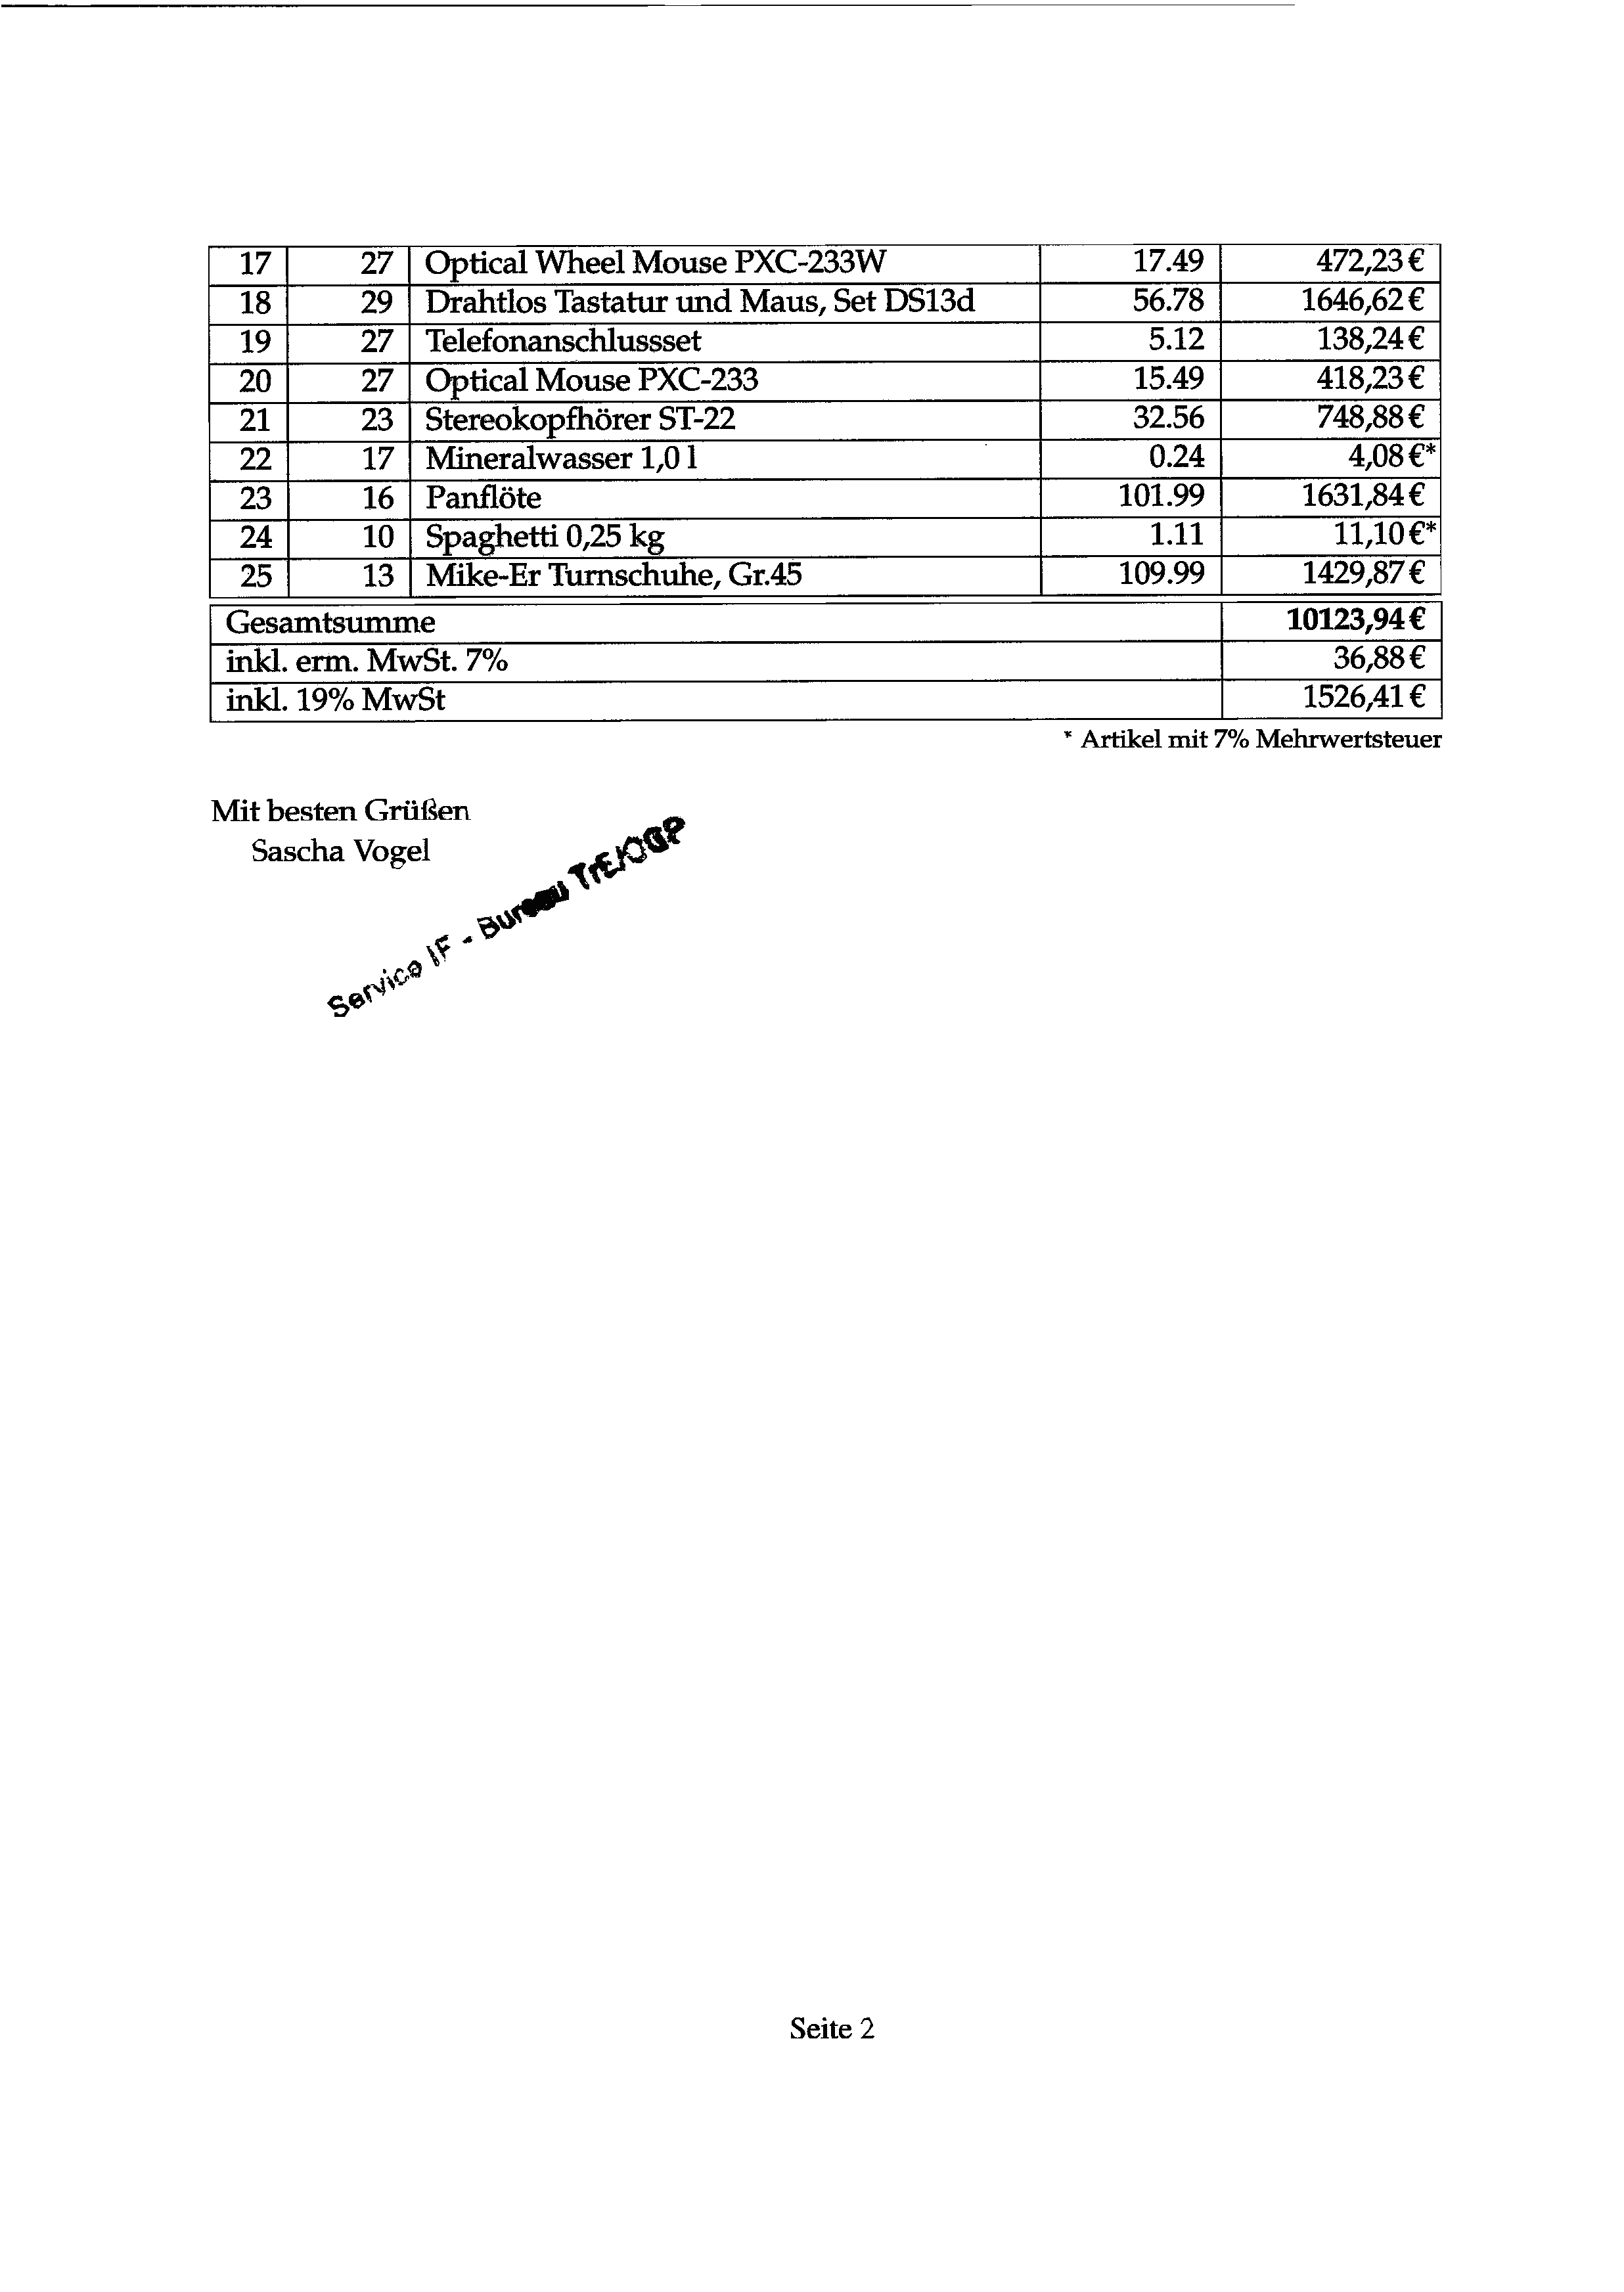 17 27 Optical Wheel Mouse PXC-233W 17.49 472,23 €
18 29 Drahtlos Tastatur und Maus, Set DS13d 56.78 1646,62 €
19 27 Telefonanschlussset 5.12 138,24 €
20 27 Optical Mouse PXC-233 15.49 418,23 €
21 23 Stereokopfhörer ST-22 32.56 748,88 €
22 17 Mineralwasser 1,0 l 0.24 4,08 €*
23 16 Panflöte 101.99 1631,84 €
24 10 Spaghetti 0,25 kg 1.11 11,10 €*
25 13 Mike-Er Turnschuhe, Gr.45 109.99 1429,87 €
Gesamtsumme 10123,94 €
inkl. erm. MwSt. 7% 36,88 €
inkl. 19% MwSt 1526,41 €
* Artikel mit 7% Mehrwertsteuer
Mit besten Grüßen
Sascha Vogel
Service IF - Bureau
Seite 2